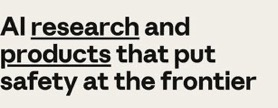 AI research and
products that put
safety at the frontier